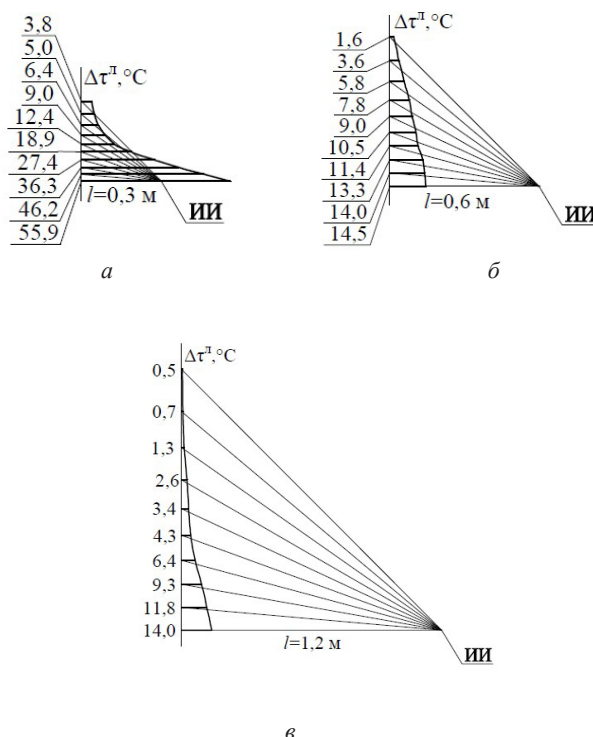 3,8
5,0
6,4
9,0
12,4
18,9
27,4
36,3
46,2
55,9
Δτᴫ,°C
l=0,3 м
ИИ
а
1,6
3,6
5,8
7,8
9,0
10,5
11,4
13,3
14,0
14,5
Δτᴫ,°C
l=0,6 м
ИИ
б
Δτᴫ,°C
0,5
0,7
1,3
2,6
3,4
4,3
6,4
9,3
11,8
14,0
l=1,2 м
ИИ
в